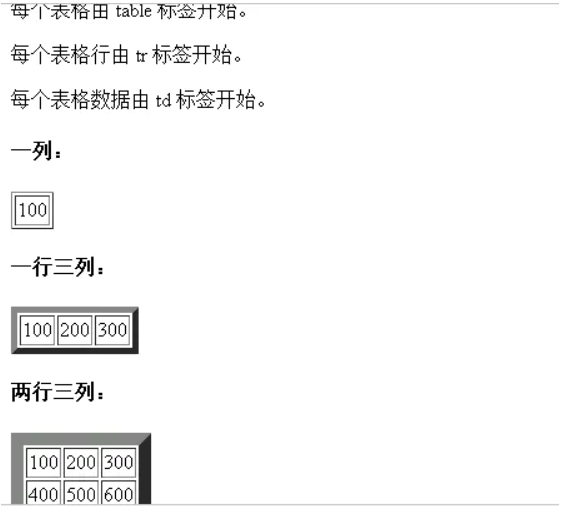 每个表格由 table 标签开始。
每个表格行由 tr 标签开始。
每个表格数据由 td 标签开始。
一列：
100
一行三列：
100 200 300
两行三列：
100 200 300
400 500 600